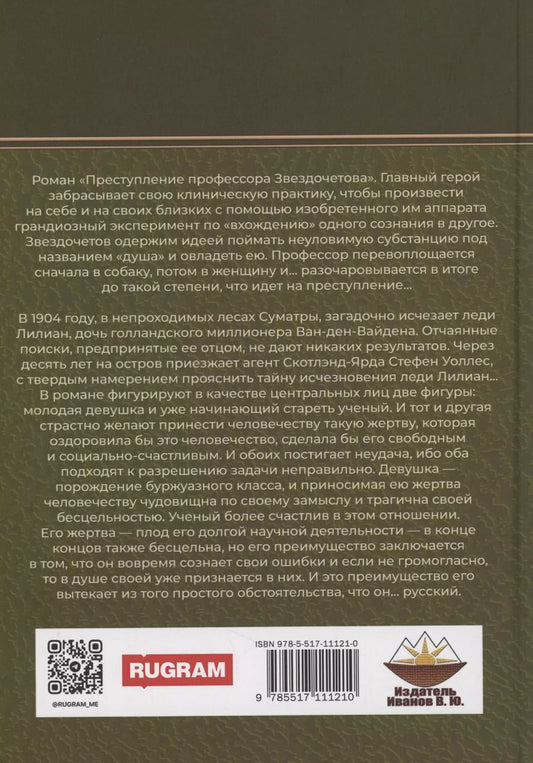 Роман «Преступление профессора Звездочетова». Главный герой
забрасывает свою клиническую практику, чтобы произвести
на себе и на своих близких с помощью изобретенного им аппарата
грандиозный эксперимент по «вхождению» одного сознания в другое.
Звездочетов одержим идеей поймать неуловимую субстанцию под
названием «душа» и овладеть ею. Профессор перевоплощается
сначала в собаку, потом в женщину и... разочаровывается в итоге
до такой степени, что идет на преступление...
В 1904 году, в непроходимых лесах Суматры, загадочно исчезает леди
Лилиан, дочь голландского миллионера Ван-ден-Вайдена. Отчаянные
поиски, предпринятые ее отцом, не дают никаких результатов. Через
десять лет на остров приезжает агент Скотлэнд-Ярда Стефен Уоллес,
с твердым намерением прояснить тайну исчезновения леди Лилиан...
В романе фигурируют в качестве центральных лиц две фигуры:
молодая девушка и уже начинающий стареть ученый. И тот и другая
страстно желают принести человечеству такую жертву, которая
оздоровила бы это человечество, сделала бы его свободным
и социально-счастливым. И обоих постигает неудача, ибо оба
подходят к разрешению задачи неправильно. Девушка —
порождение буржуазного класса, и приносимая ею жертва
человечеству чудовищна по своему замыслу и трагична своей
бесцельностью. Ученый более счастлив в этом отношении.
Его жертва — плод его долгой научной деятельности — в конце
концов также бесцельна, но его преимущество заключается
в том, что он вовремя сознает свои ошибки и если не громогласно,
то в душе своей уже признается в них. И это преимущество его
вытекает из того простого обстоятельства, что он... русский.
@RUGRAM_ME
RUGRAM
ISBN 978-5-517-11121-0
9 785517 111210
Издатель
Иванов В. Ю.